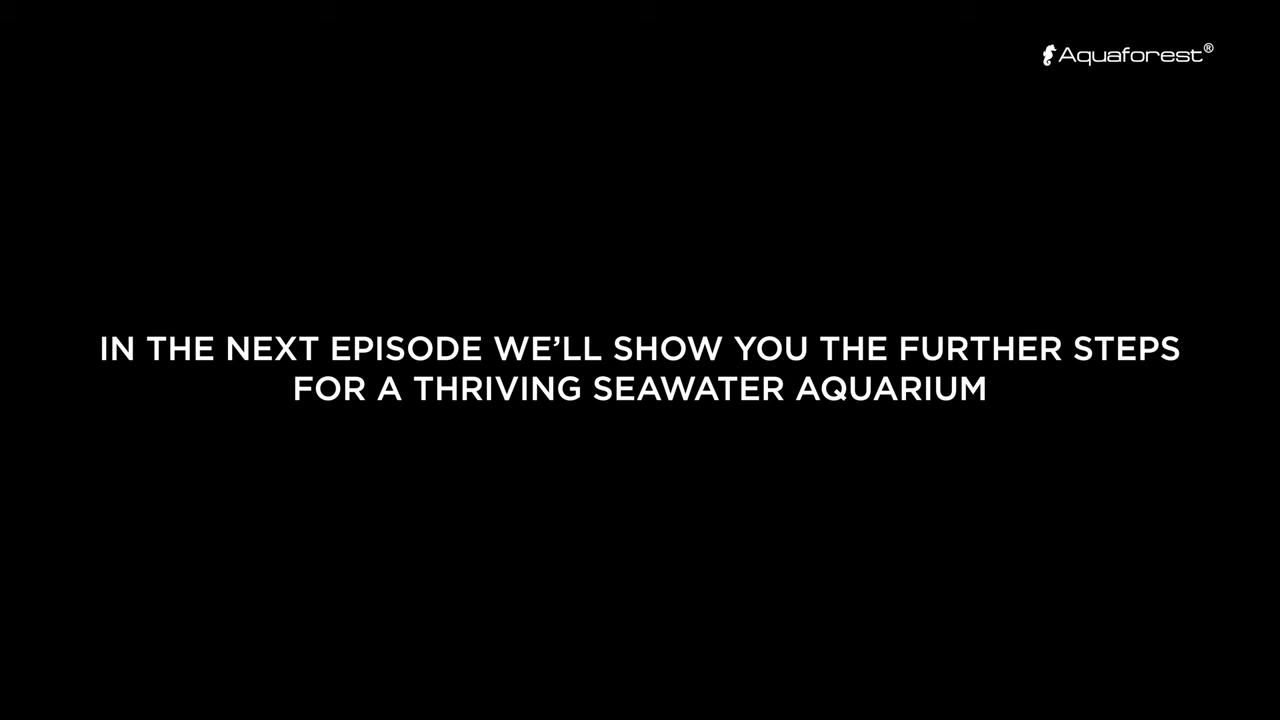 Aquaforest®
IN THE NEXT EPISODE WE’LL SHOW YOU THE FURTHER STEPS
FOR A THRIVING SEAWATER AQUARIUM